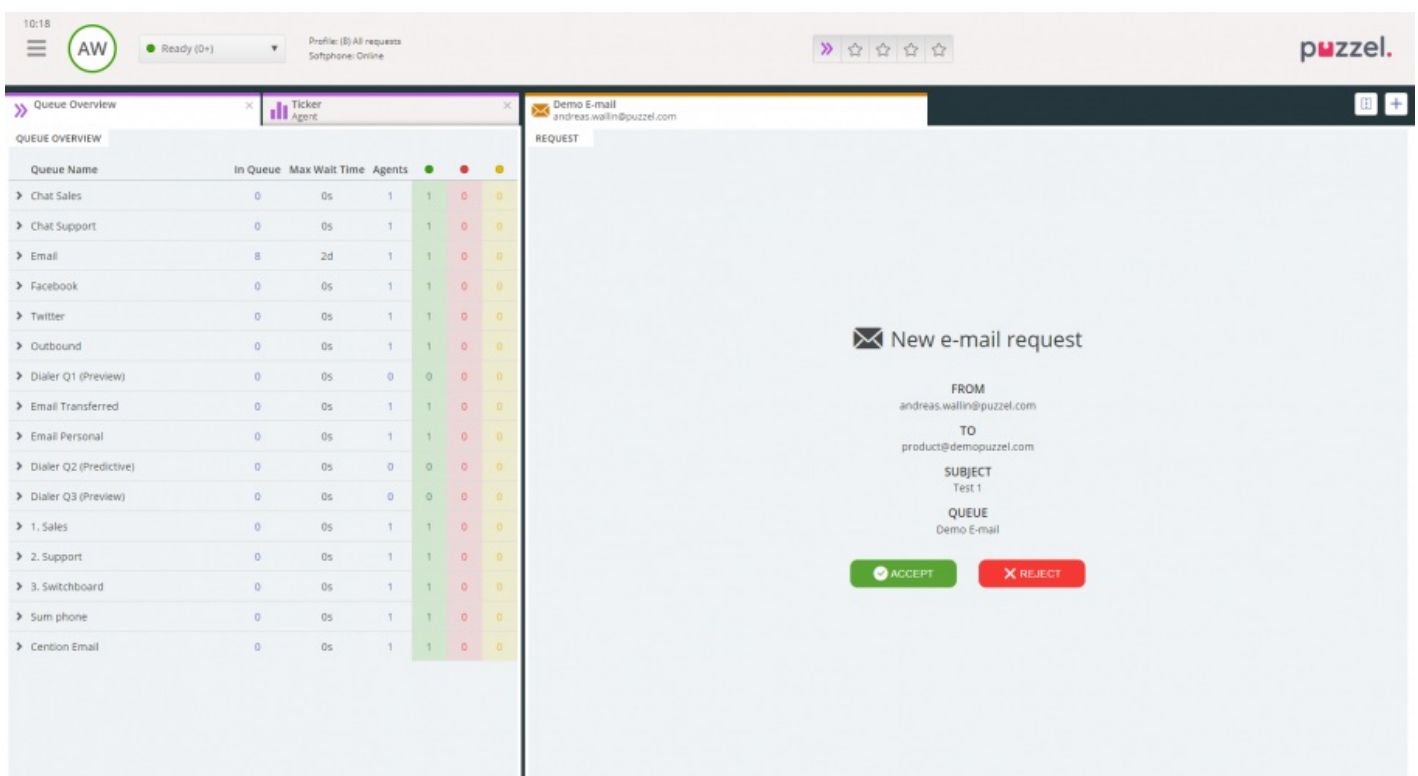 10:18
AW
Ready (0+)
Profile: (8) All requests
Softphone: Online
puzzel.
Queue Overview
Ticker
Agent
Demo E-mail
andreas.wallin@puzzel.com
QUEUE OVERVIEW
REQUEST
Queue Name In Queue Max Wait Time Agents
Chat Sales 0 0s 1 1 0 0
Chat Support 0 0s 1 1 0 0
Email 8 2d 1 1 0 0
Facebook 0 0s 1 1 0 0
Twitter 0 0s 1 1 0 0
Outbound 0 0s 1 1 0 0
Dialer Q1 (Preview) 0 0s 0 0 0 0
Email Transferred 0 0s 1 1 0 0
Email Personal 0 0s 1 1 0 0
Dialer Q2 (Predictive) 0 0s 0 0 0 0
Dialer Q3 (Preview) 0 0s 0 0 0 0
1. Sales 0 0s 1 1 0 0
2. Support 0 0s 1 1 0 0
3. Switchboard 0 0s 1 1 0 0
Sum phone 0 0s 1 1 0 0
Cention Email 0 0s 1 1 0 0
New e-mail request
FROM
andreas.wallin@puzzel.com
TO
product@demopuzzel.com
SUBJECT
Test 1
QUEUE
Demo E-mail
ACCEPT
REJECT